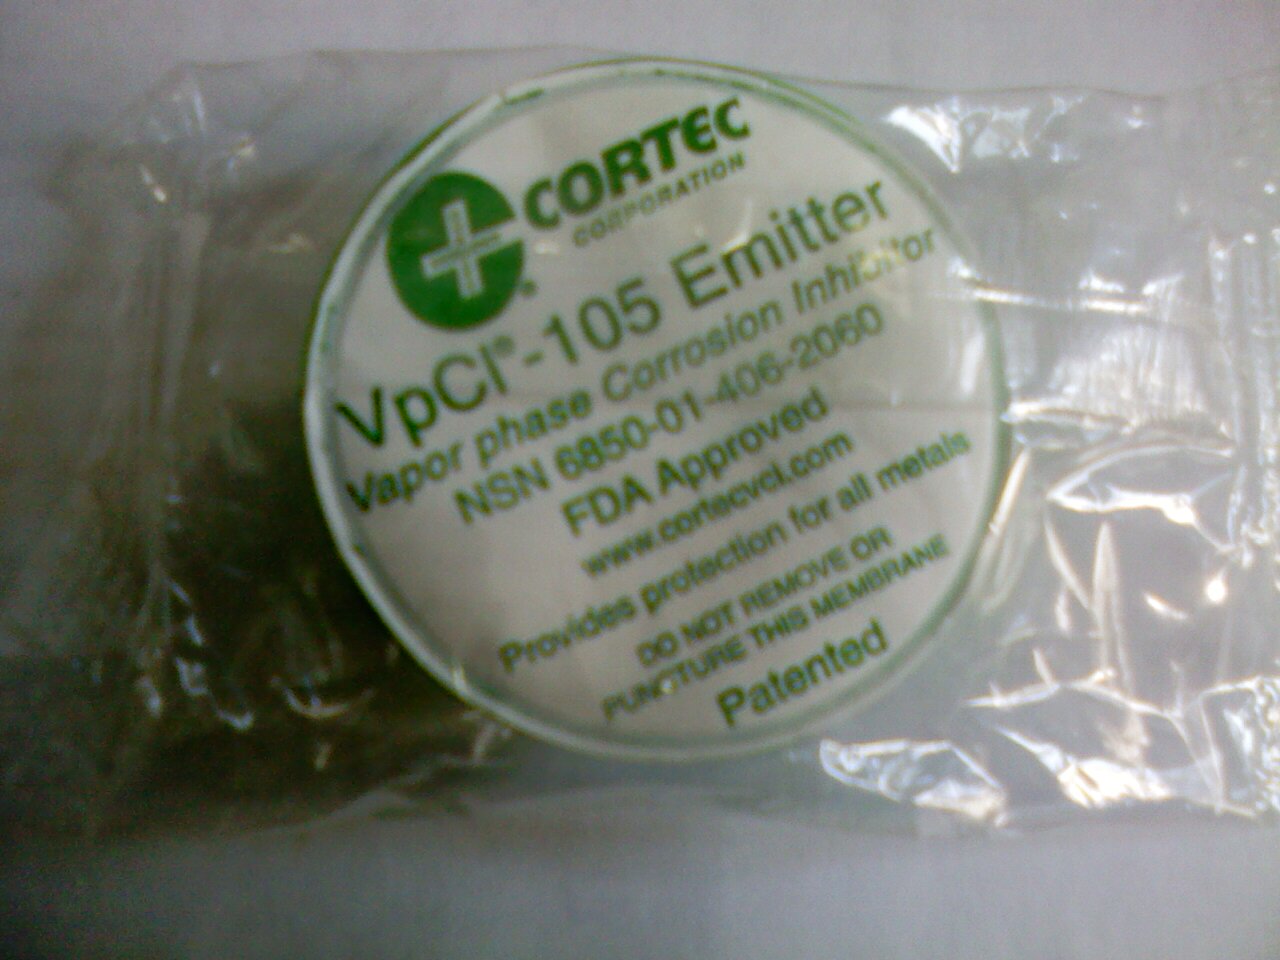 CORTEC
CORPORATION
VpCI®-105 Emitter
Vapor phase Corrosion Inhibitor
NSN 6850-01-406-2060
FDA Approved
www.cortecvci.com
Provides protection for all metals
DO NOT REMOVE OR
PUNCTURE THIS MEMBRANE
Patented